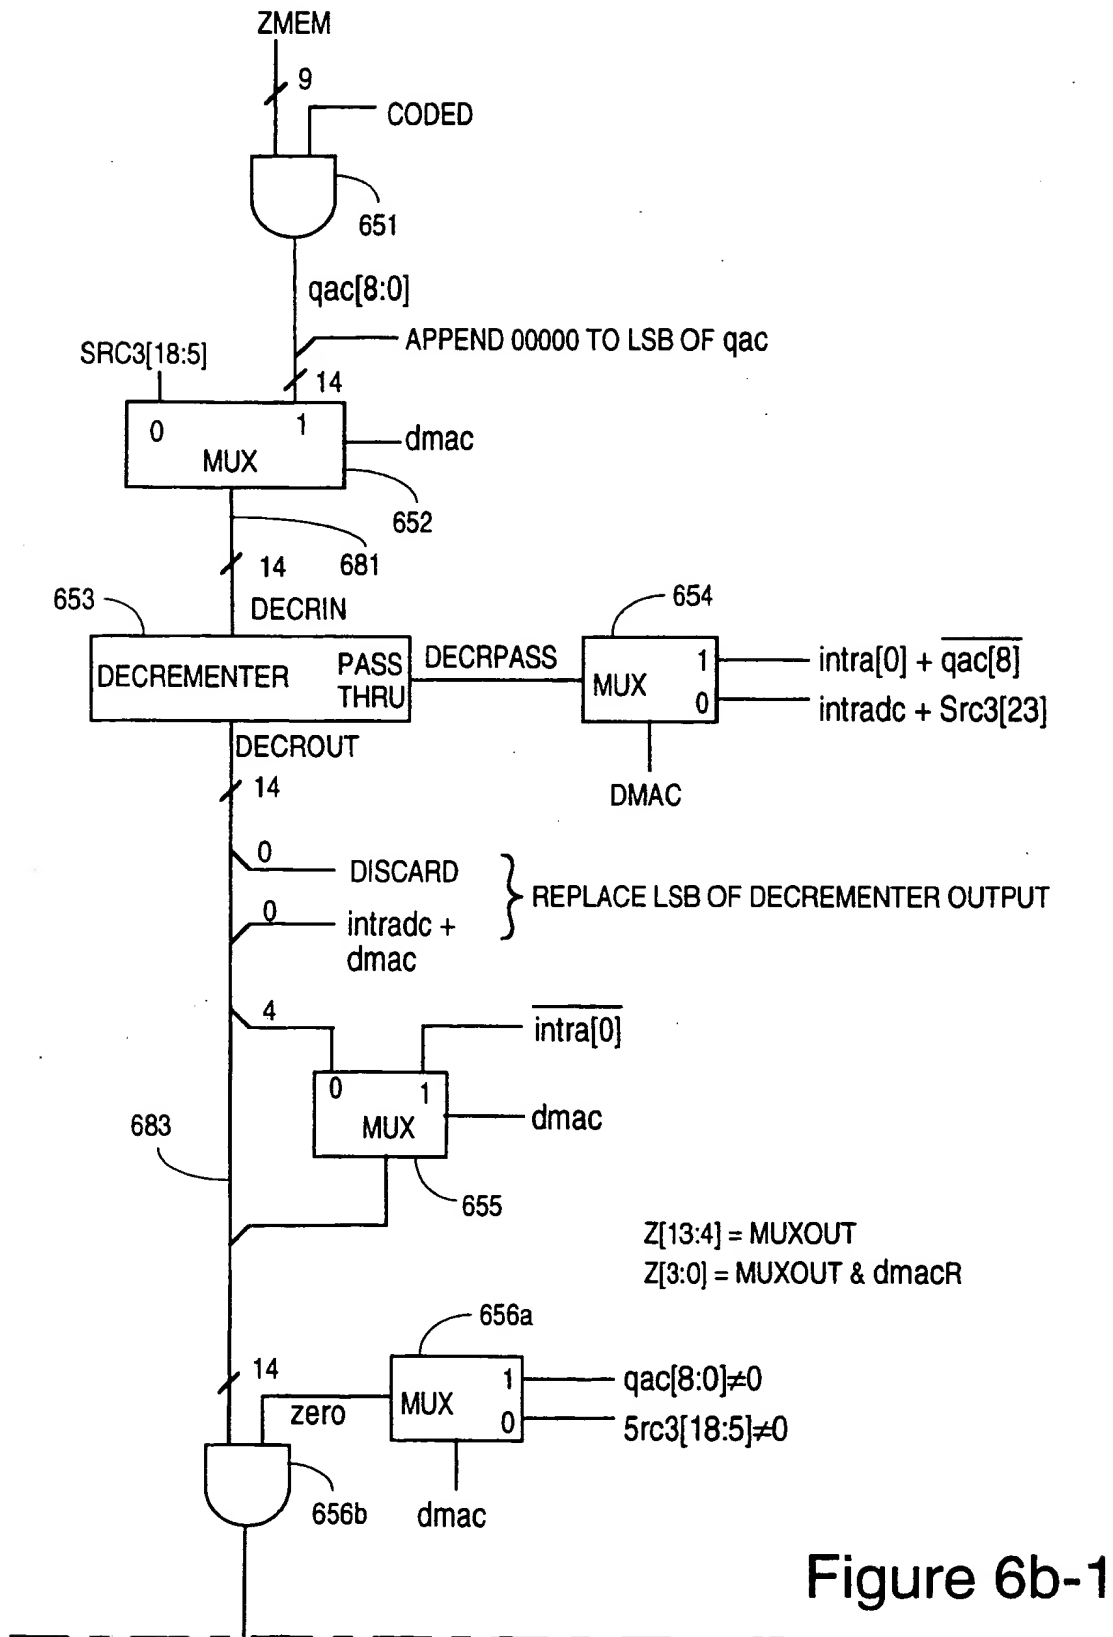 ZMEM
9
CODED
651
qac[8:0]
APPEND 00000 TO LSB OF qac
SRC3[18:5]
14
0
1
MUX
dmac
652
681
14
DECRIN
653
654
DECREMENTER
PASS
THRU
DECRPASS
MUX
1
0
intra[0] + q̅a̅c̅[̅8̅]̅
intradc + Src3[23]
DECROUT
DMAC
14
0
DISCARD
0
intradc +
dmac
} REPLACE LSB OF DECREMENTER OUTPUT
4
i̅n̅t̅r̅a̅[̅0̅]̅
0
1
MUX
dmac
683
655
Z[13:4] = MUXOUT
Z[3:0] = MUXOUT & dmacR
656a
14
zero
MUX
1
0
qac[8:0]≠0
5rc3[18:5]≠0
656b
dmac
Figure 6b-1